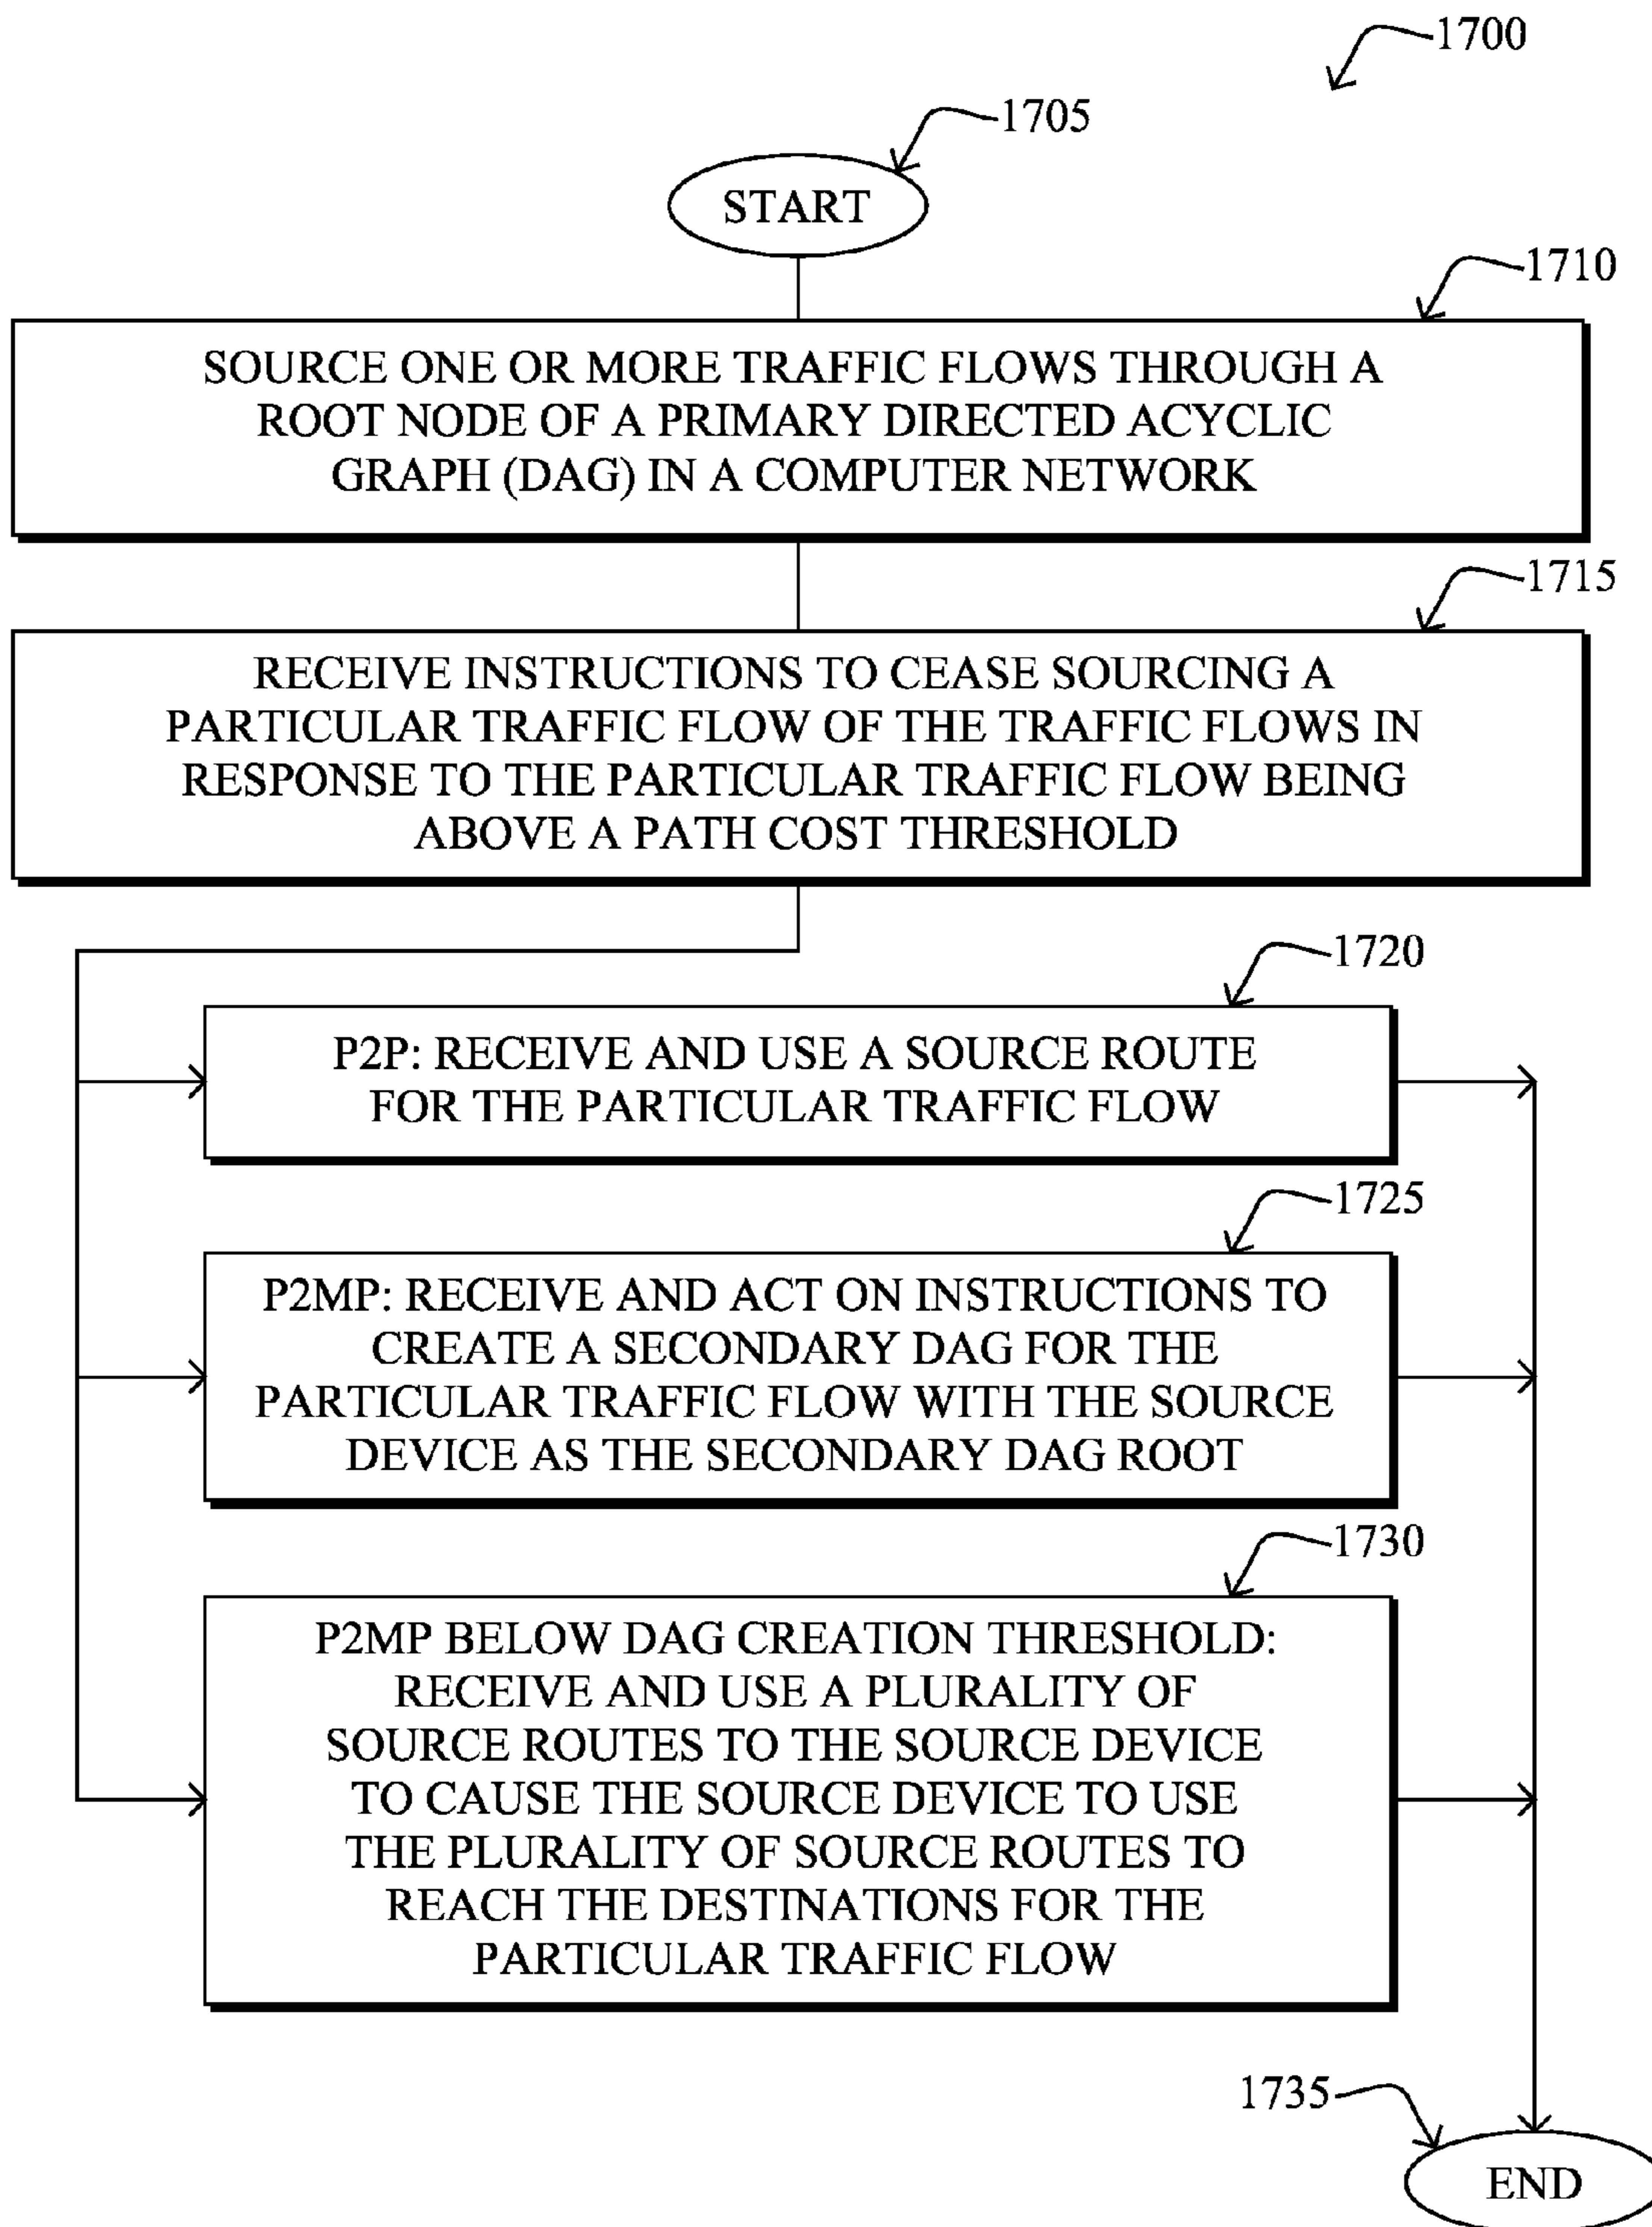 1700
1705
START
1710
SOURCE ONE OR MORE TRAFFIC FLOWS THROUGH A
ROOT NODE OF A PRIMARY DIRECTED ACYCLIC
GRAPH (DAG) IN A COMPUTER NETWORK
1715
RECEIVE INSTRUCTIONS TO CEASE SOURCING A
PARTICULAR TRAFFIC FLOW OF THE TRAFFIC FLOWS IN
RESPONSE TO THE PARTICULAR TRAFFIC FLOW BEING
ABOVE A PATH COST THRESHOLD
1720
P2P: RECEIVE AND USE A SOURCE ROUTE
FOR THE PARTICULAR TRAFFIC FLOW
1725
P2MP: RECEIVE AND ACT ON INSTRUCTIONS TO
CREATE A SECONDARY DAG FOR THE
PARTICULAR TRAFFIC FLOW WITH THE SOURCE
DEVICE AS THE SECONDARY DAG ROOT
1730
P2MP BELOW DAG CREATION THRESHOLD:
RECEIVE AND USE A PLURALITY OF
SOURCE ROUTES TO THE SOURCE DEVICE
TO CAUSE THE SOURCE DEVICE TO USE
THE PLURALITY OF SOURCE ROUTES TO
REACH THE DESTINATIONS FOR THE
PARTICULAR TRAFFIC FLOW
1735
END